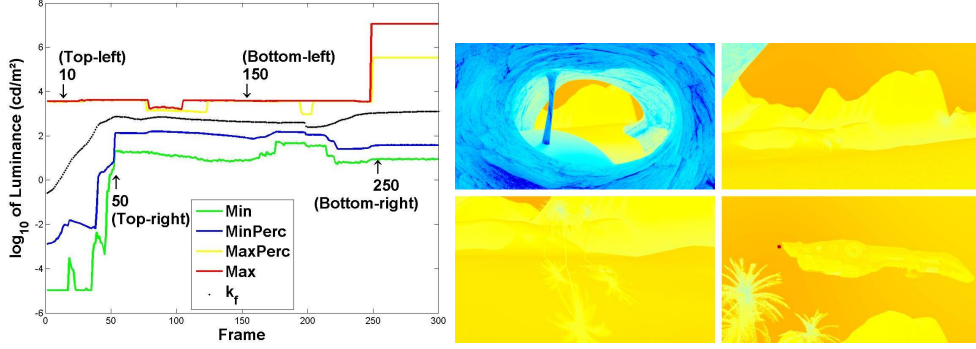 log10 of Luminance (cd/m²)
8
6
4
2
0
-2
-4
-6
(Top-left)
10
(Bottom-left)
150
50
(Top-right)
250
(Bottom-right)
Min
MinPerc
MaxPerc
Max
k_f
0
50
100
150
200
250
300
Frame